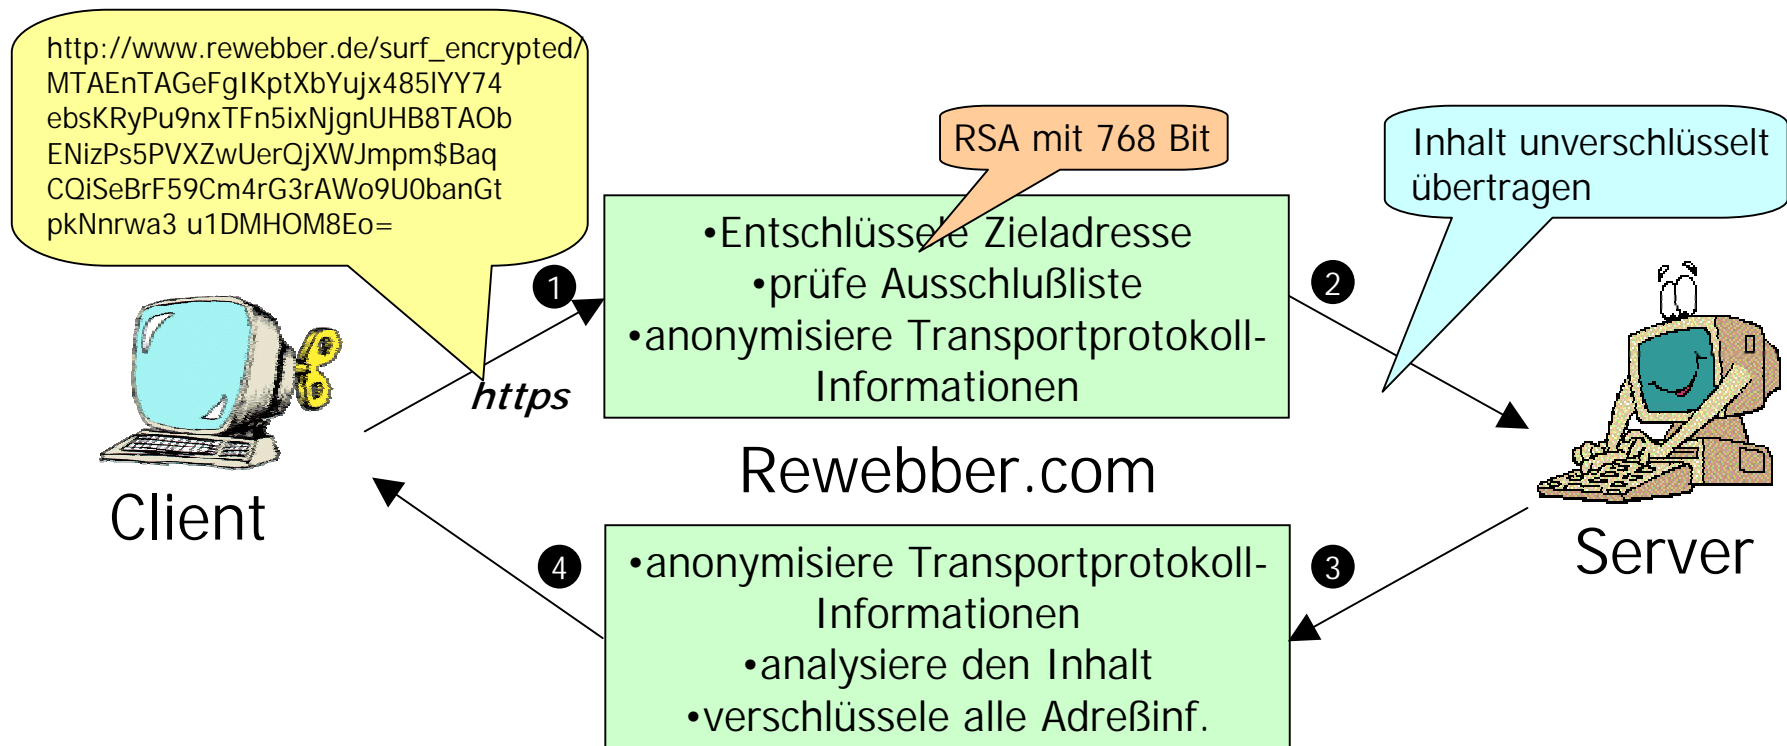 http://www.rewebber.de/surf_encrypted/
MTAEnTAGeFgIKptXbYujx485lYY74
ebsKRyPu9nxTFn5ixNjgnUHB8TAOb
ENizPs5PVXZwUerQjXWJmpm$Baq
CQiSeBrF59Cm4rG3rAWo9U0banGt
pkNnrwa3 u1DMHOM8Eo=
RSA mit 768 Bit
Inhalt unverschlüsselt
übertragen
•Entschlüssele Zieladresse
•prüfe Ausschlußliste
•anonymisiere Transportprotokoll-
Informationen
1
2
https
Rewebber.com
Client
Server
4
3
•anonymisiere Transportprotokoll-
Informationen
•analysiere den Inhalt
•verschlüssele alle Adreßinf.